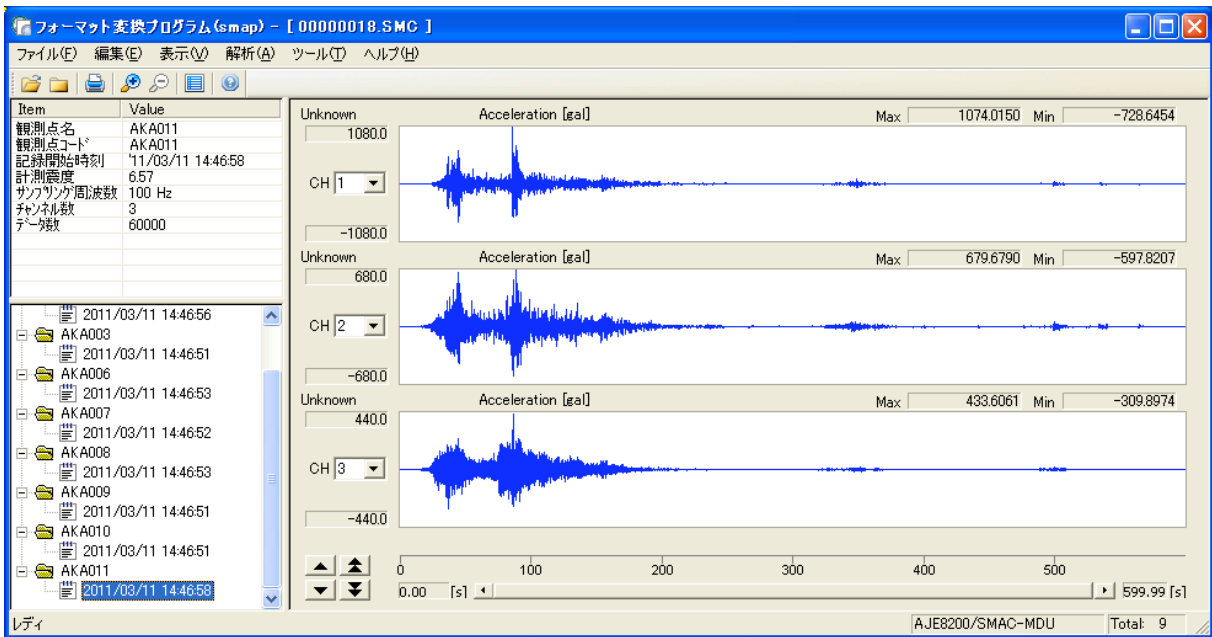 フォーマット変換プログラム(smap) - [ 00000018.SMC ]
ファイル(F) 編集(E) 表示(V) 解析(A) ツール(T) ヘルプ(H)
Item Value
観測点名 AKA011
観測点コード AKA011
記録開始時刻 '11/03/11 14:46:58
計測震度 6.57
サンプリング周波数 100 Hz
チャンネル数 3
データ数 60000
2011/03/11 14:46:56
AKA003
2011/03/11 14:46:51
AKA006
2011/03/11 14:46:53
AKA007
2011/03/11 14:46:52
AKA008
2011/03/11 14:46:53
AKA009
2011/03/11 14:46:51
AKA010
2011/03/11 14:46:51
AKA011
2011/03/11 14:46:58
Unknown Acceleration [gal] Max 1074.0150 Min -728.6454
1080.0
CH 1
-1080.0
Unknown Acceleration [gal] Max 679.6790 Min -597.8207
680.0
CH 2
-680.0
Unknown Acceleration [gal] Max 433.6061 Min -309.8974
440.0
CH 3
-440.0
0 100 200 300 400 500
0.00 [s] 599.99 [s]
レディ AJE8200/SMAC-MDU Total: 9